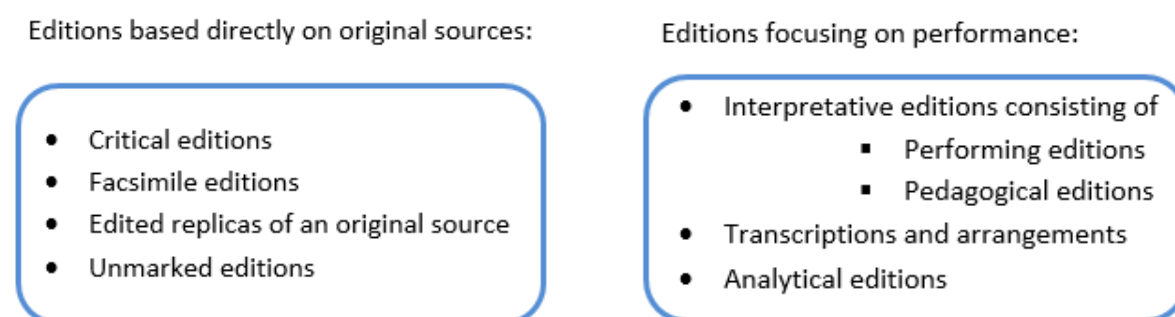 Editions based directly on original sources:
• Critical editions
• Facsimile editions
• Edited replicas of an original source
• Unmarked editions
Editions focusing on performance:
• Interpretative editions consisting of
▪ Performing editions
▪ Pedagogical editions
• Transcriptions and arrangements
• Analytical editions